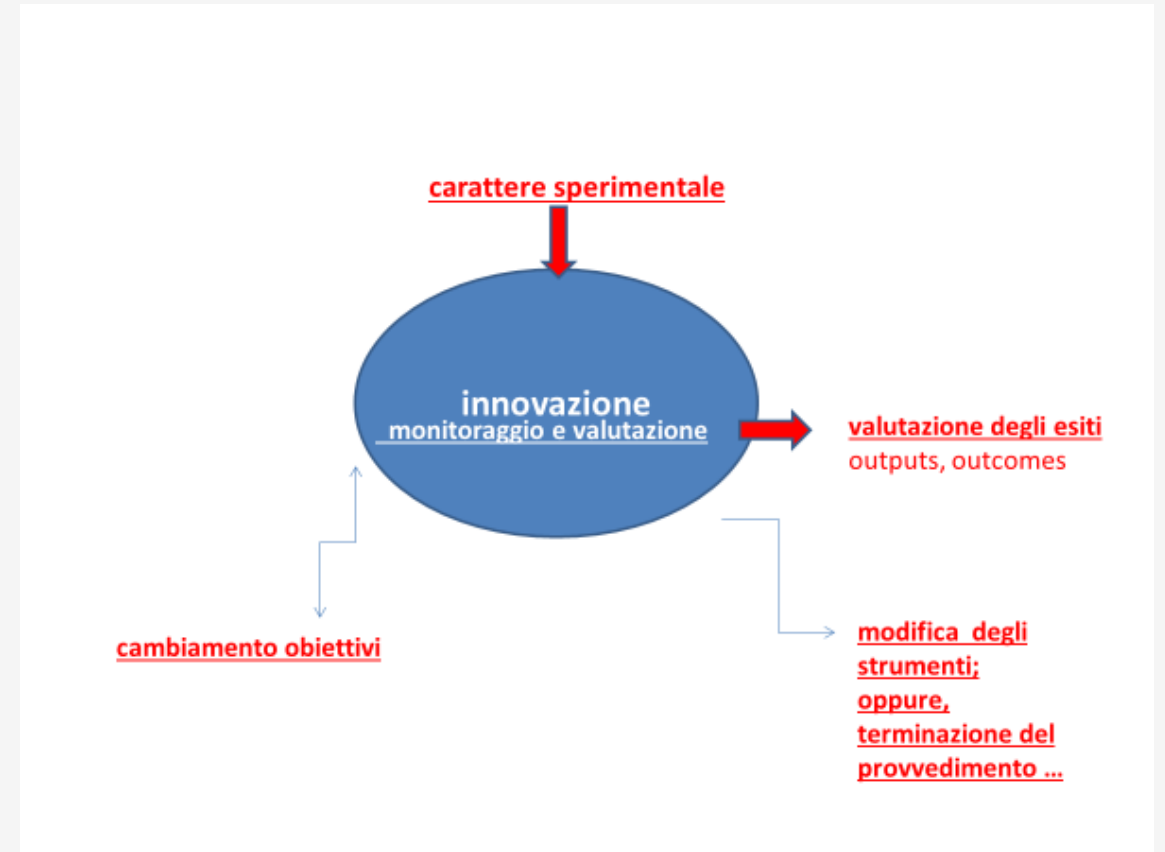 carattere sperimentale
innovazione
monitoraggio e valutazione
valutazione degli esiti
outputs, outcomes
cambiamento obiettivi
modifica degli
strumenti;
oppure,
terminazione del
provvedimento ...